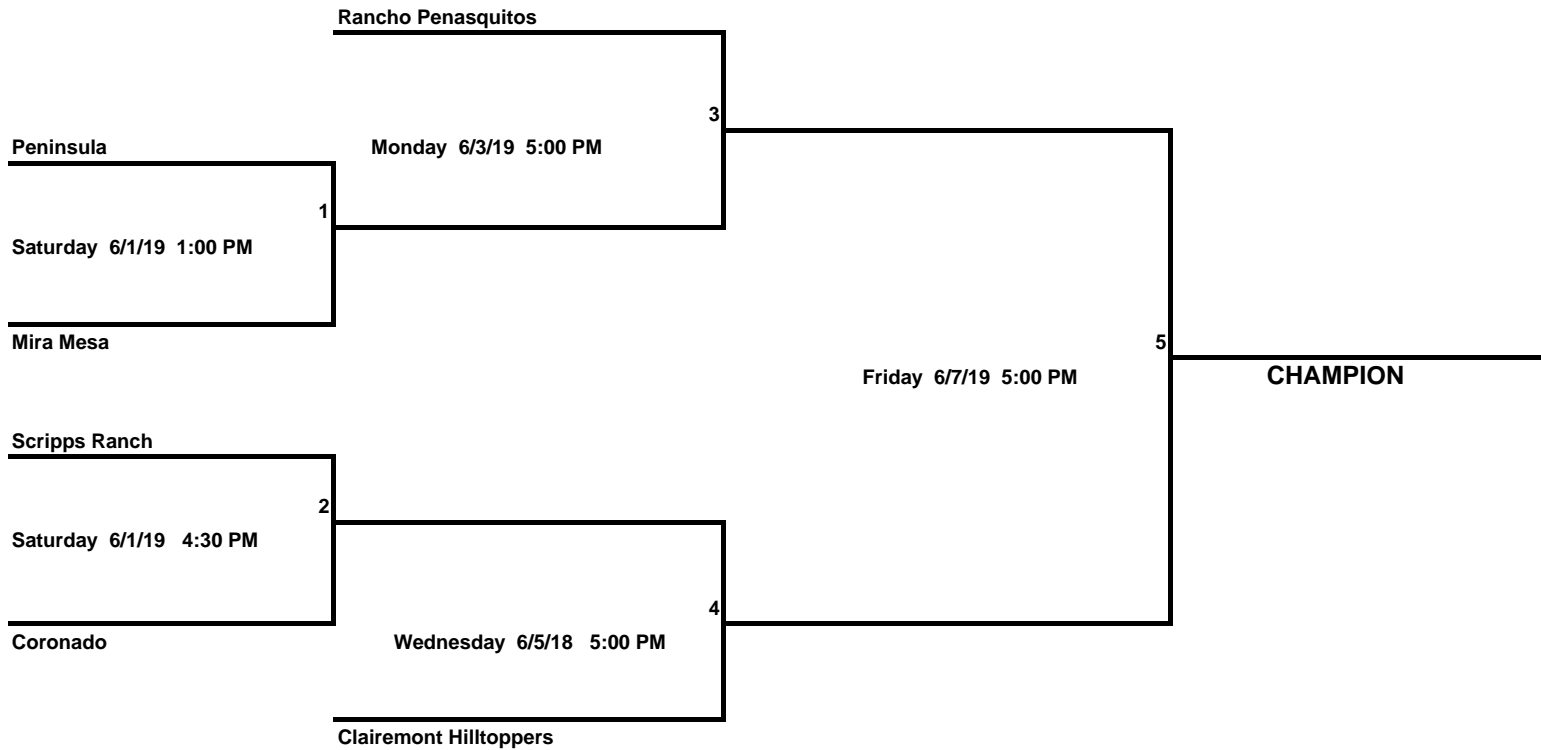 Rancho Penasquitos
3
Peninsula
Monday 6/3/19 5:00 PM
1
Saturday 6/1/19 1:00 PM
Mira Mesa
5
Friday 6/7/19 5:00 PM
CHAMPION
Scripps Ranch
2
Saturday 6/1/19 4:30 PM
4
Coronado
Wednesday 6/5/18 5:00 PM
Clairemont Hilltoppers